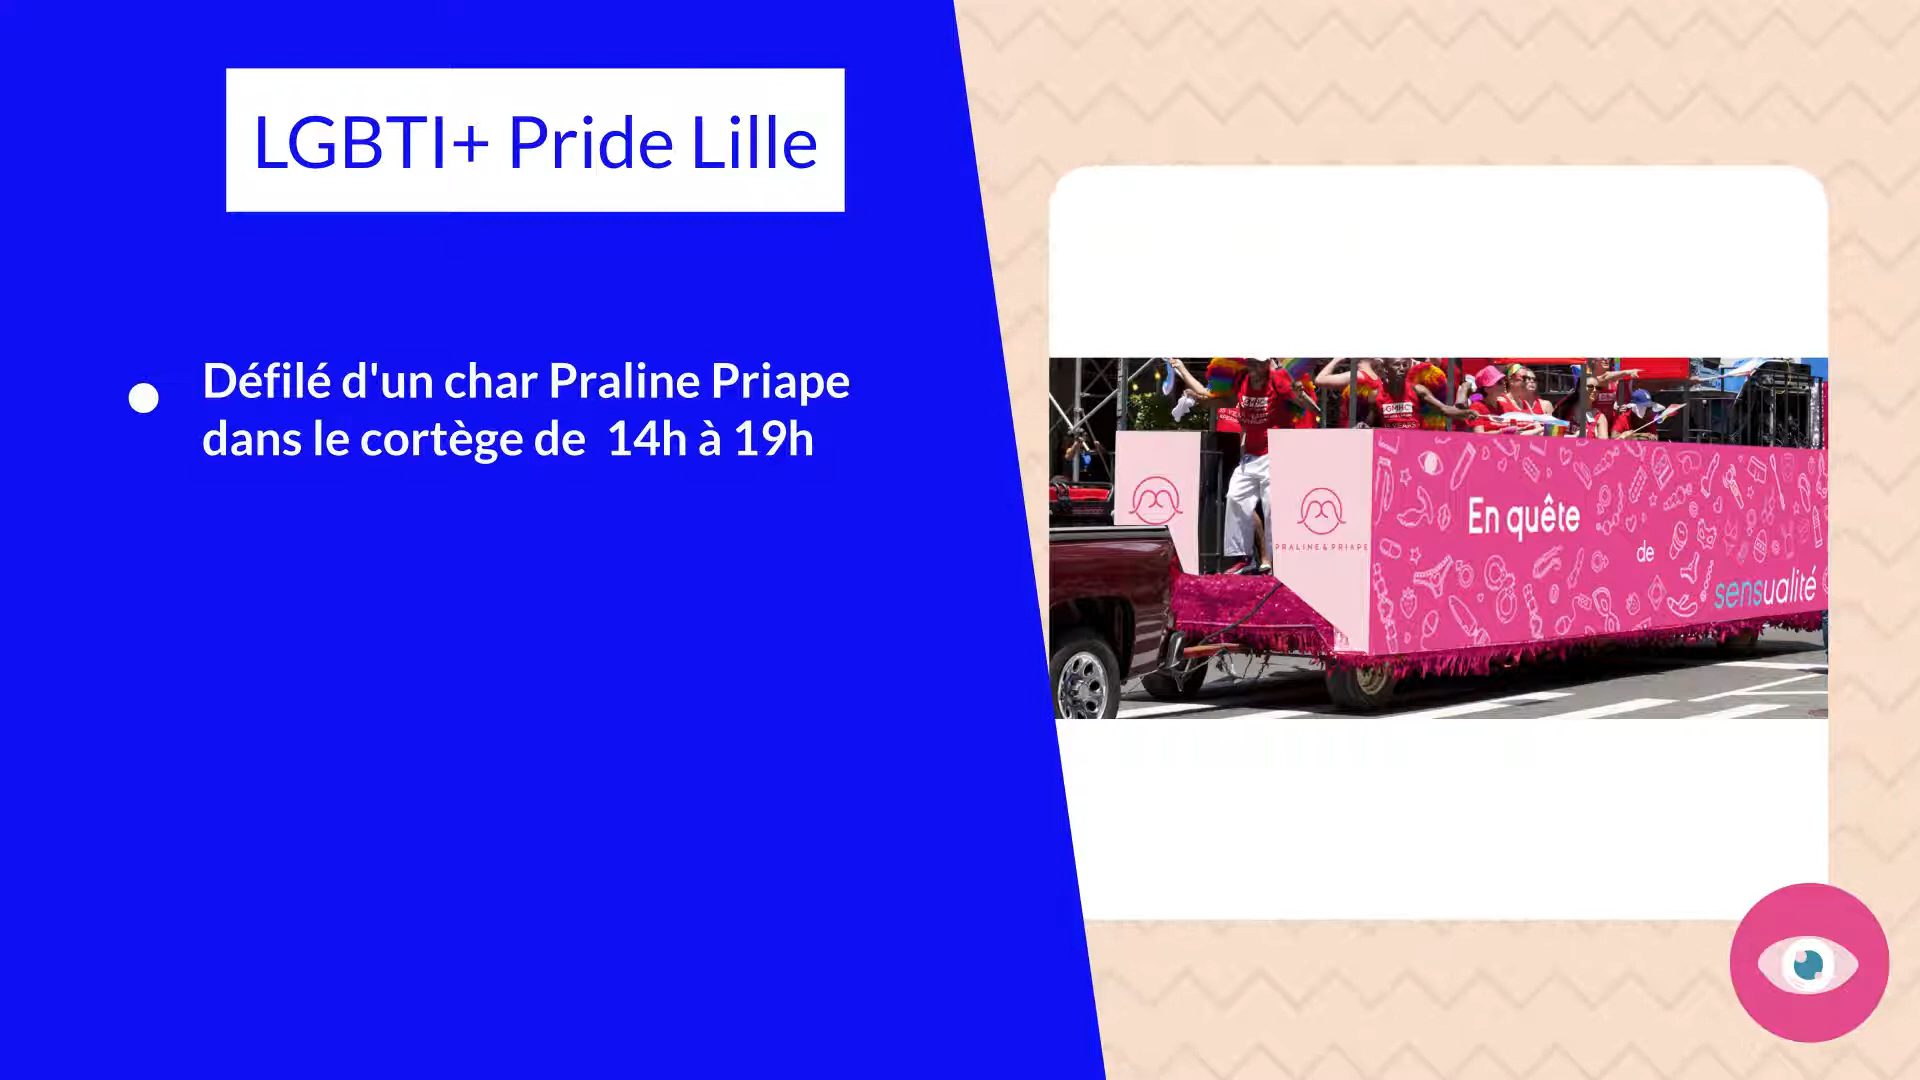 LGBTI+ Pride Lille
Défilé d'un char Praline Priape
dans le cortège de 14h à 19h
PRALINE & PRIAPE
En quête
de
sensualité